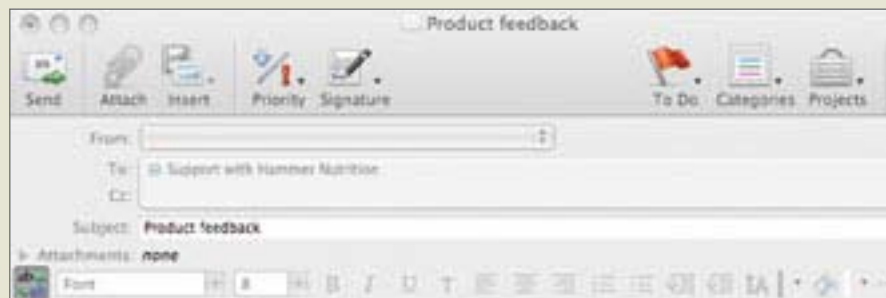 Product feedback
Send Attach Insert Priority Signature To Do Categories Projects
From:
To: Support with Hammer Nutrition
Cc:
Subject: Product feedback
Attachments: none
Font 8 B I U T A